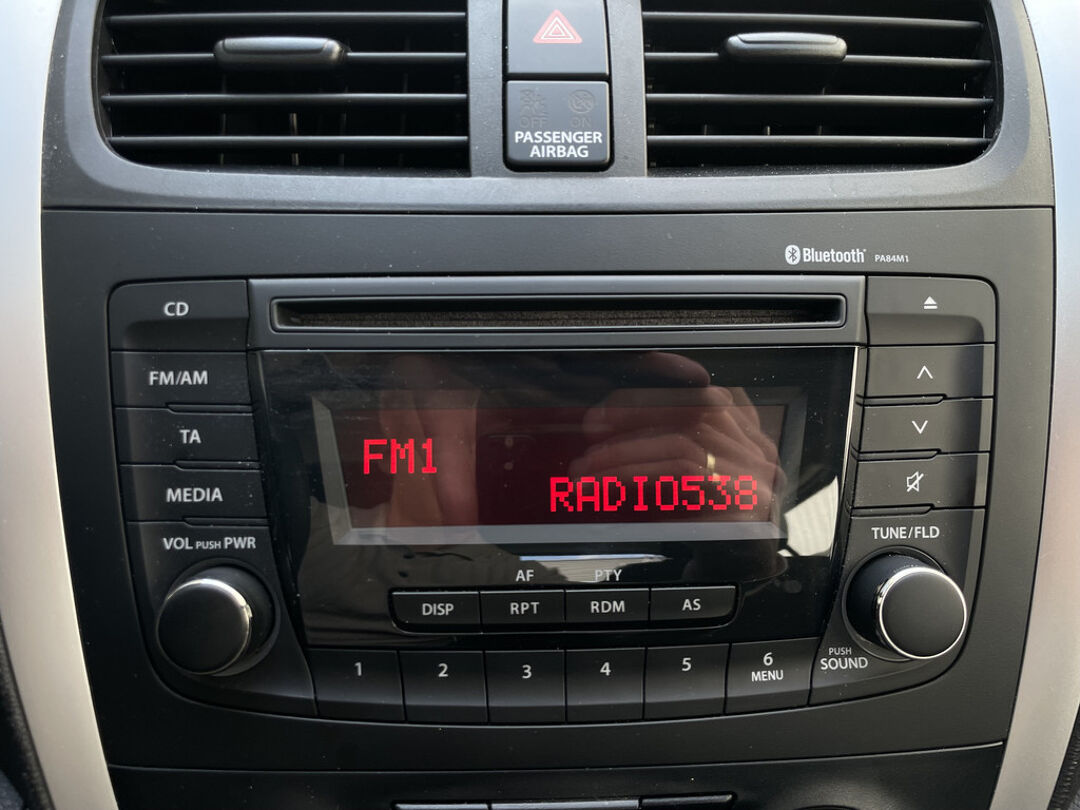 OFF ON
PASSENGER
AIRBAG
Bluetooth PA84M1
CD
FM/AM
TA
MEDIA
VOL PUSH PWR
FM1
RADIO538
TUNE/FLD
AF PTY
DISP RPT RDM AS
1 2 3 4 5 6
MENU
PUSH
SOUND